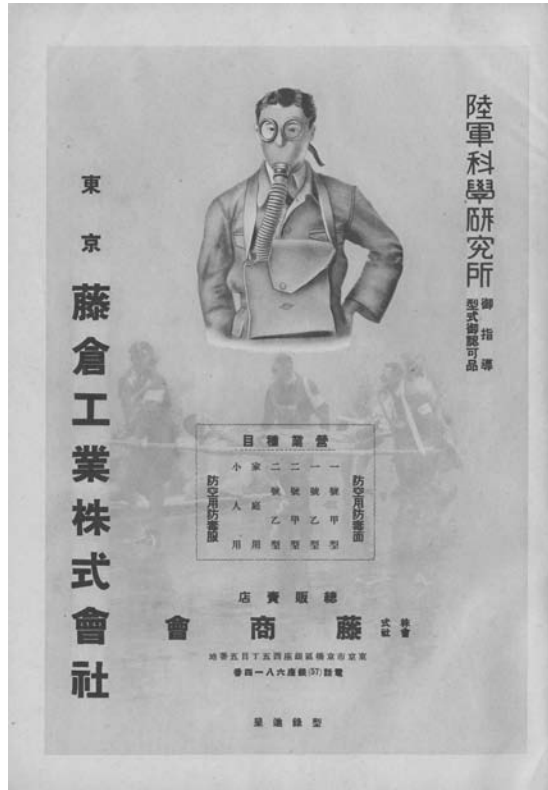 陸軍科學研究所
御指導
型式御認可品
營業種目
防空用防毒面
一號甲型
一號乙型
二號甲型
二號乙型
家庭用
小人用
防空用防毒服
總販賣店
株式會社 藤商會
東京市京橋區銀座西五丁目五番地
電話(57)銀座六八一四番
型錄進呈
東京 藤倉工業株式會社